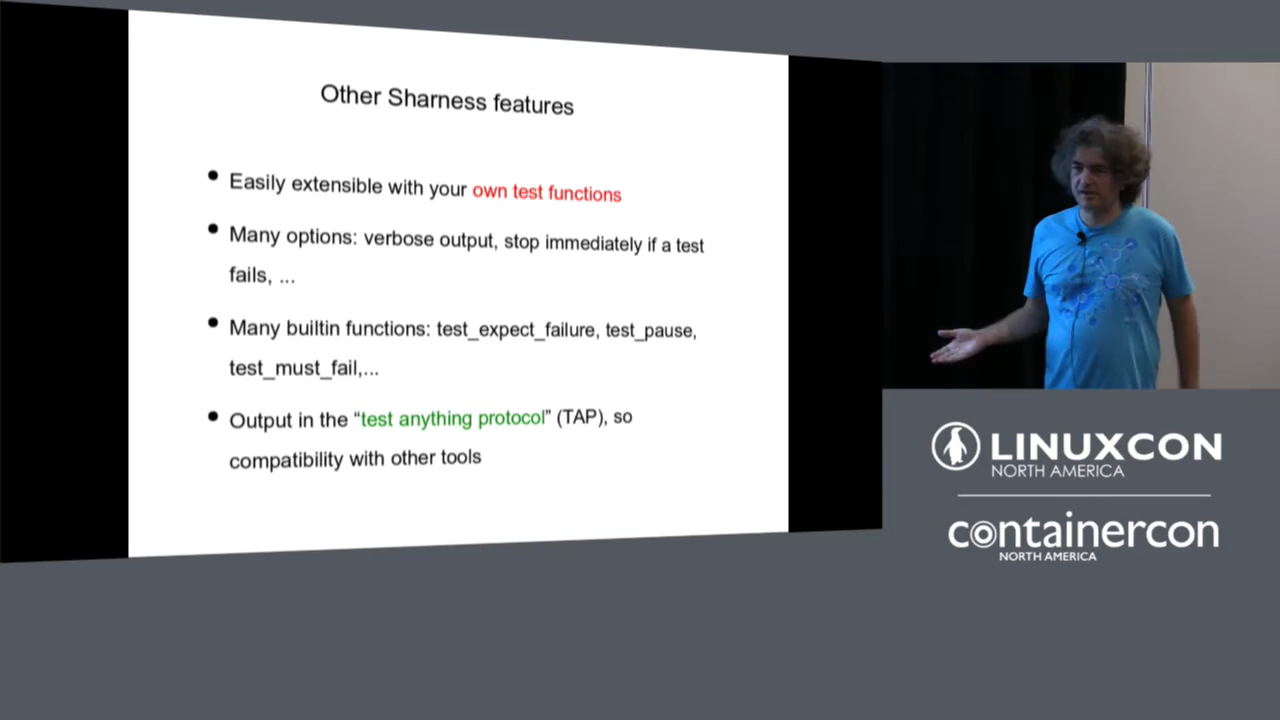 Other Sharness features
Easily extensible with your own test functions
Many options: verbose output, stop immediately if a test
fails, ...
Many builtin functions: test_expect_failure, test_pause,
test_must_fail,...
Output in the “test anything protocol” (TAP), so
compatibility with other tools
LINUXCON
NORTH AMERICA
containercon
NORTH AMERICA